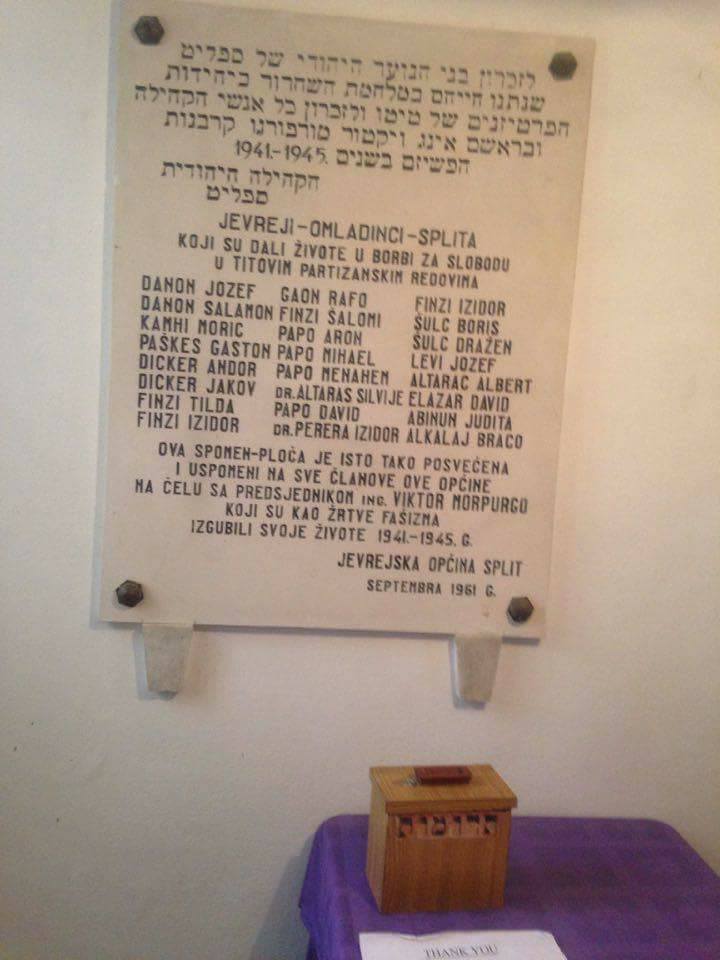 לזכרון בני הנוער היהודי של ספליט
שנתנו חייהם במלחמת השחרור ביחידות
הפרטיזנים של טיטו ולזכרון כל אנשי הקהילה
ובראשם אינג ויקטור מורפורגו קרבנות
הפשיזם בשנים 1941.-1945.
הקהילה היהודית
ספליט
JEVREJI-OMLADINCI-SPLITA
KOJI SU DALI ŽIVOTE U BORBI ZA SLOBODU
U TITOVIM PARTIZANSKIM REDOVIMA
DANON JOZEF GAON RAFO FINZI IZIDOR
DANON SALAMON FINZI ŠALOMI ŠULC BORIS
KAMHI MORIC PAPO ARON ŠULC DRAŽEN
PAŠKES GASTON PAPO MIHAEL LEVI JOZEF
DICKER ANDOR PAPO MENAHEM ALTARAC ALBERT
DICKER JAKOV DR. ALTARAS SILVIJE ELAZAR DAVID
FINZI TILDA PAPO DAVID ABINUN JUDITA
FINZI IZIDOR DR. PERERA IZIDOR ALKALAJ BRACO
OVA SPOMEN-PLOČA JE ISTO TAKO POSVEĆENA
I USPOMENI NA SVE ČLANOVE OVE OPĆINE
NA ČELU SA PREDSJEDNIKOM ING. VIKTOR MORPURGO
KOJI SU KAO ŽRTVE FAŠIZMA
IZGUBILI SVOJE ŽIVOTE 1941.-1945. G.
JEVREJSKA OPĆINA SPLIT
SEPTEMBRA 1961 G.
THANK YOU